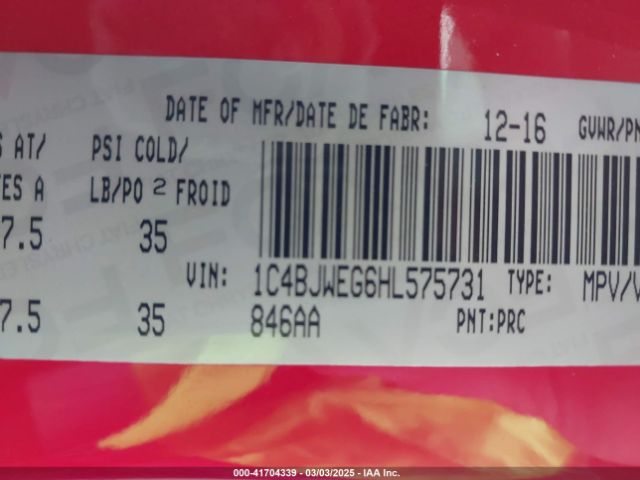 DATE OF MFR/DATE DE FABR: 12-16 GVWR/PN
S AT/ PSI COLD/
ES A LB/PO 2 FROID
7.5 35
VIN: 1C4BJWEG6HL575731 TYPE: MPV/V
7.5 35 846AA PNT:PRC
000-41704339 - 03/03/2025 - IAA Inc.